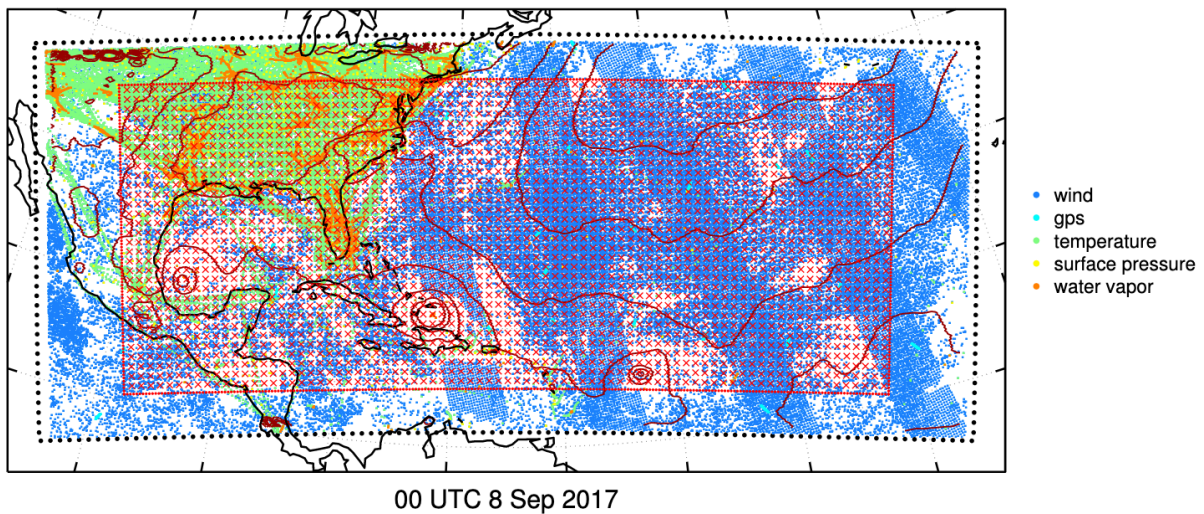 wind
gps
temperature
surface pressure
water vapor
00 UTC 8 Sep 2017